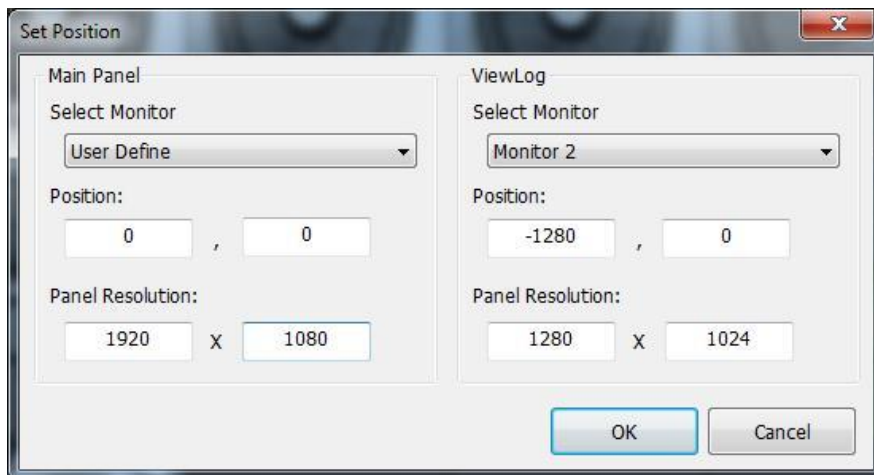 Set Position
Main Panel
Select Monitor
User Define
Position:
0 , 0
Panel Resolution:
1920 X 1080
ViewLog
Select Monitor
Monitor 2
Position:
-1280 , 0
Panel Resolution:
1280 X 1024
OK Cancel